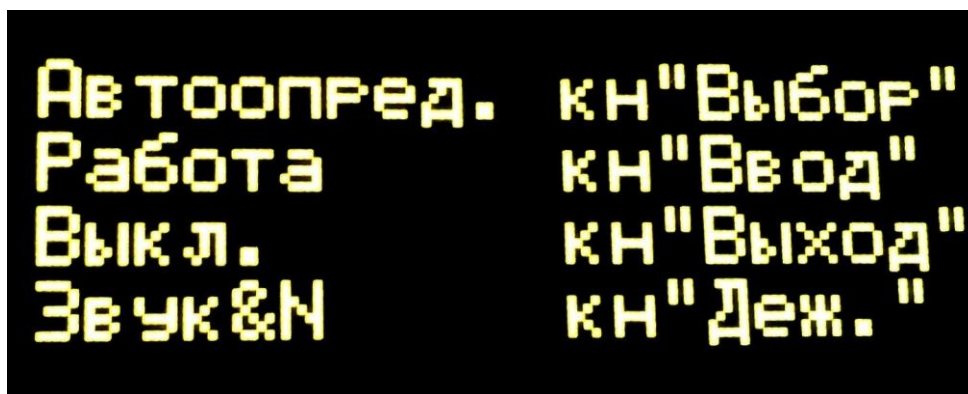 Автоопред. кн"Выбор"
Работа кн"Ввод"
Выкл. кн"Выход"
Звук&N кн"Деж."